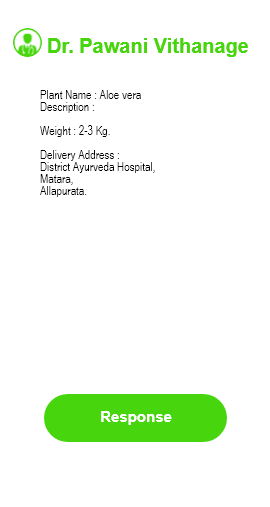 Dr. Pawani Vithanage
Plant Name : Aloe vera
Description :
Weight : 2-3 Kg.
Delivery Address :
District Ayurveda Hospital,
Matara,
Allapurata.
Response